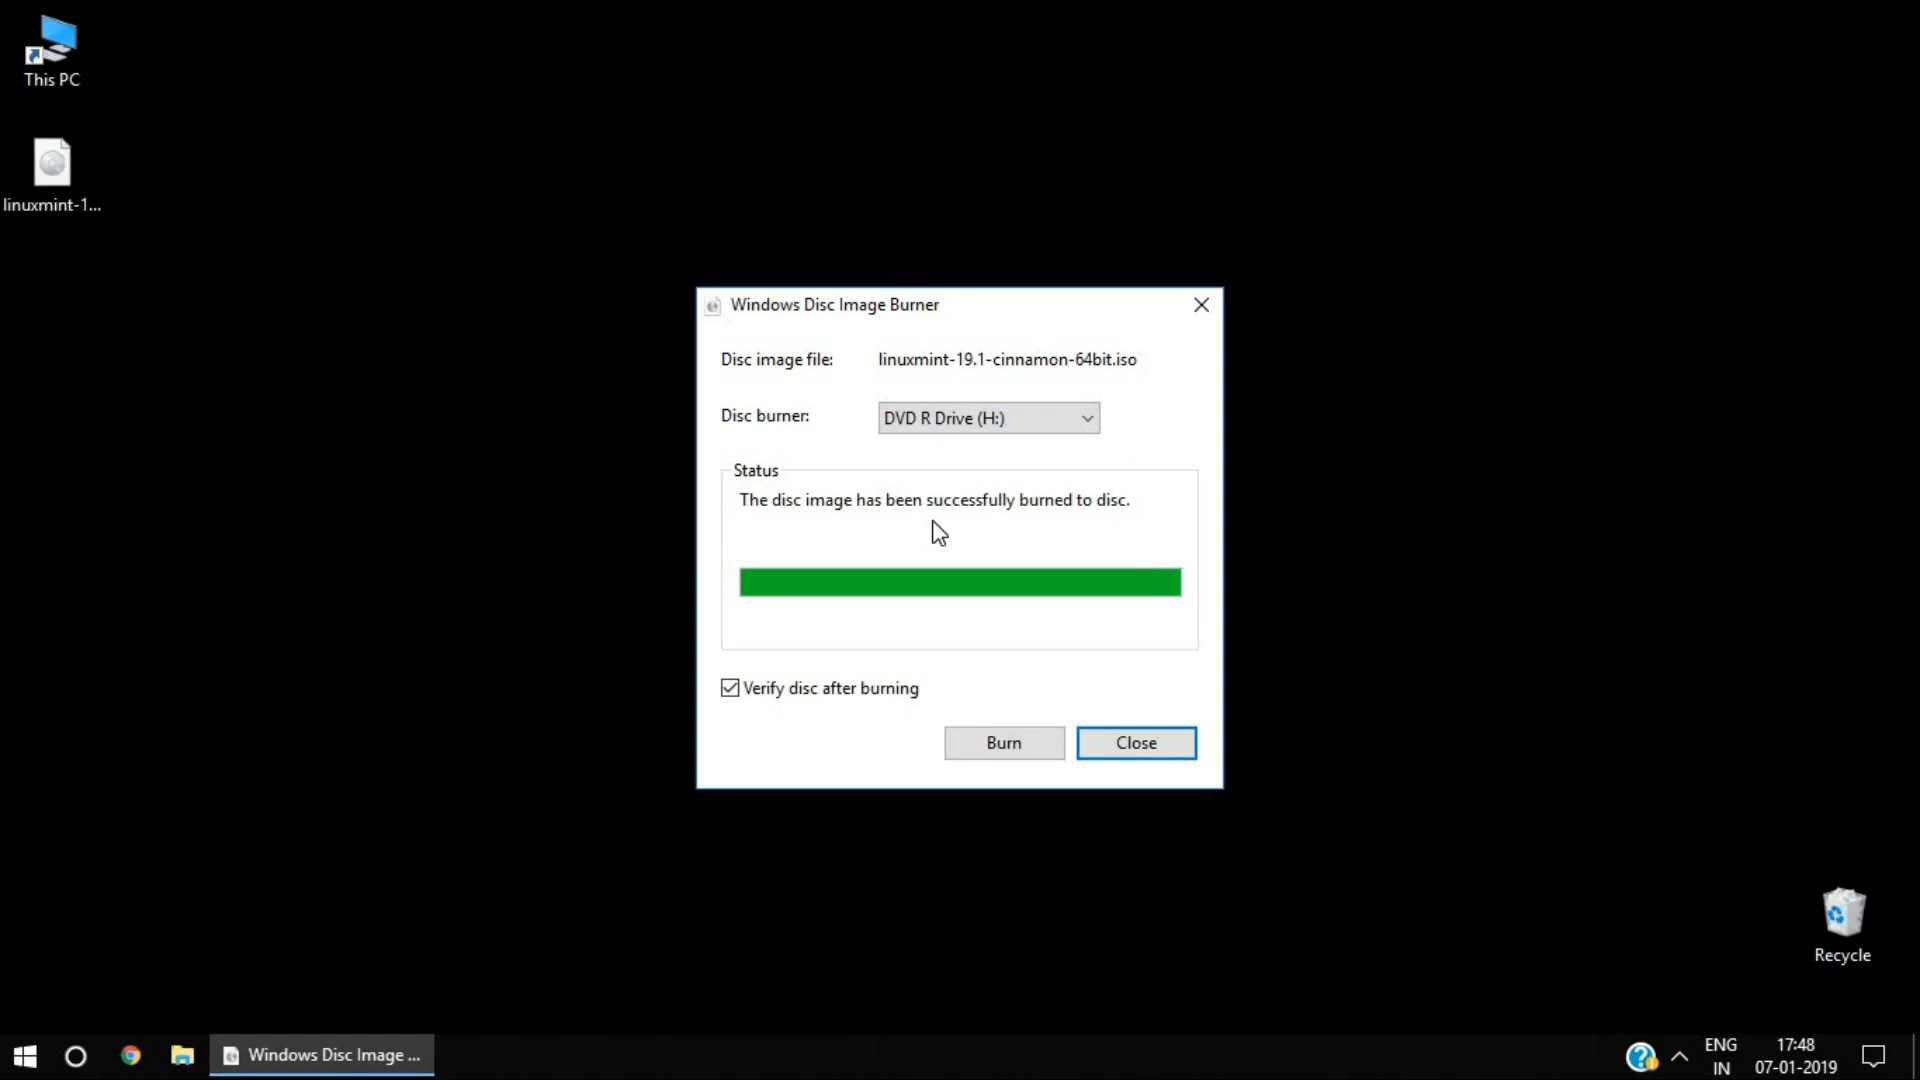 This PC
linuxmint-1...
Windows Disc Image Burner
Disc image file: linuxmint-19.1-cinnamon-64bit.iso
Disc burner: DVD R Drive (H:)
Status
The disc image has been successfully burned to disc.
Verify disc after burning
Burn Close
Recycle
Windows Disc Image ...
ENG 17:48
IN 07-01-2019